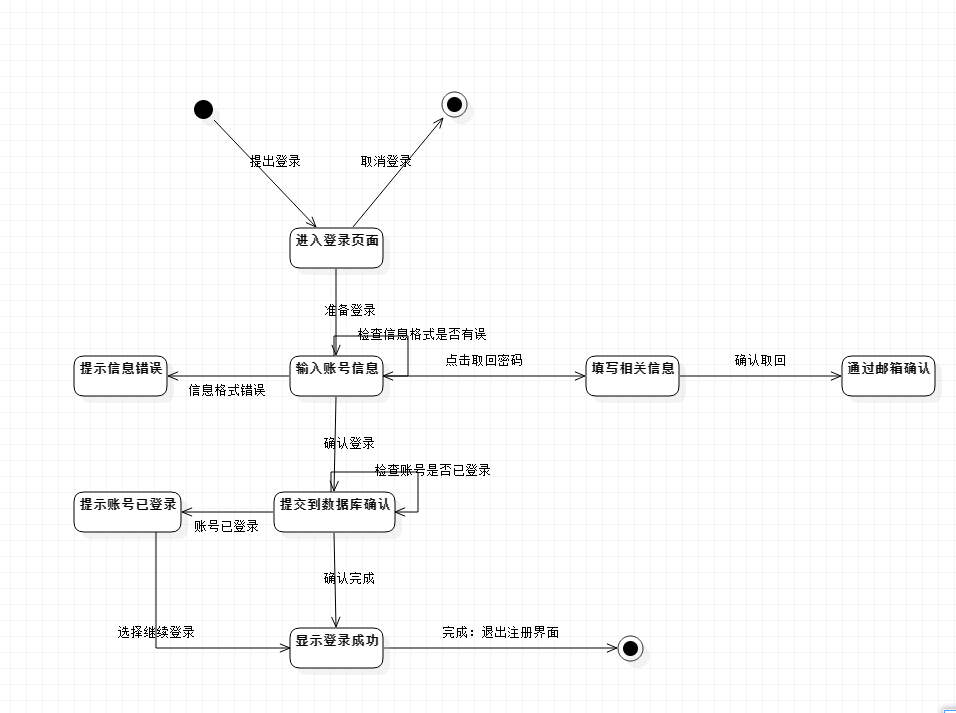 提出登录
取消登录
进入登录页面
准备登录
检查信息格式是否有误
提示信息错误
信息格式错误
输入账号信息
点击取回密码
填写相关信息
确认取回
通过邮箱确认
确认登录
检查账号是否已登录
提示账号已登录
账号已登录
提交到数据库确认
确认完成
选择继续登录
显示登录成功
完成：退出注册界面